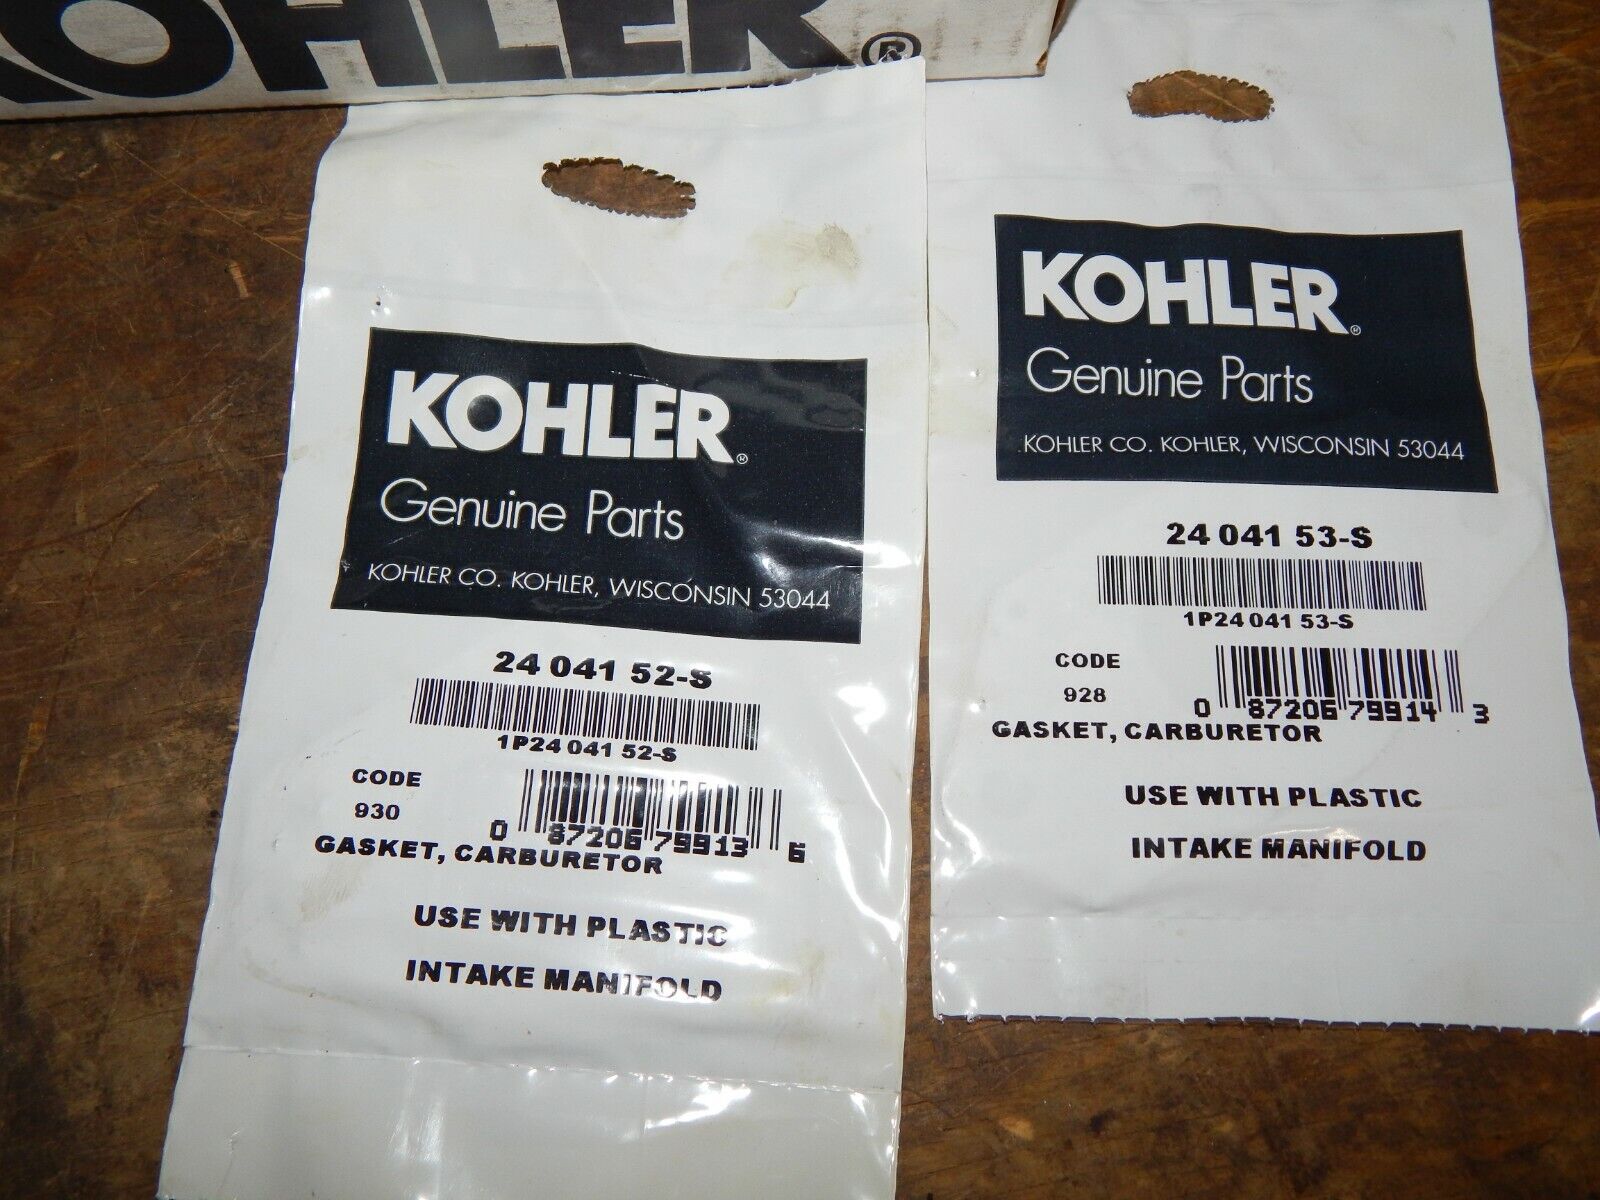 KOHLER®
KOHLER®
Genuine Parts
KOHLER CO. KOHLER, WISCONSIN 53044
24 041 52-S
1P24 041 52-S
CODE
930
0 87206 79913 6
GASKET, CARBURETOR
USE WITH PLASTIC
INTAKE MANIFOLD
KOHLER®
Genuine Parts
KOHLER CO. KOHLER, WISCONSIN 53044
24 041 53-S
1P24 041 53-S
CODE
928
0 87206 79914 3
GASKET, CARBURETOR
USE WITH PLASTIC
INTAKE MANIFOLD